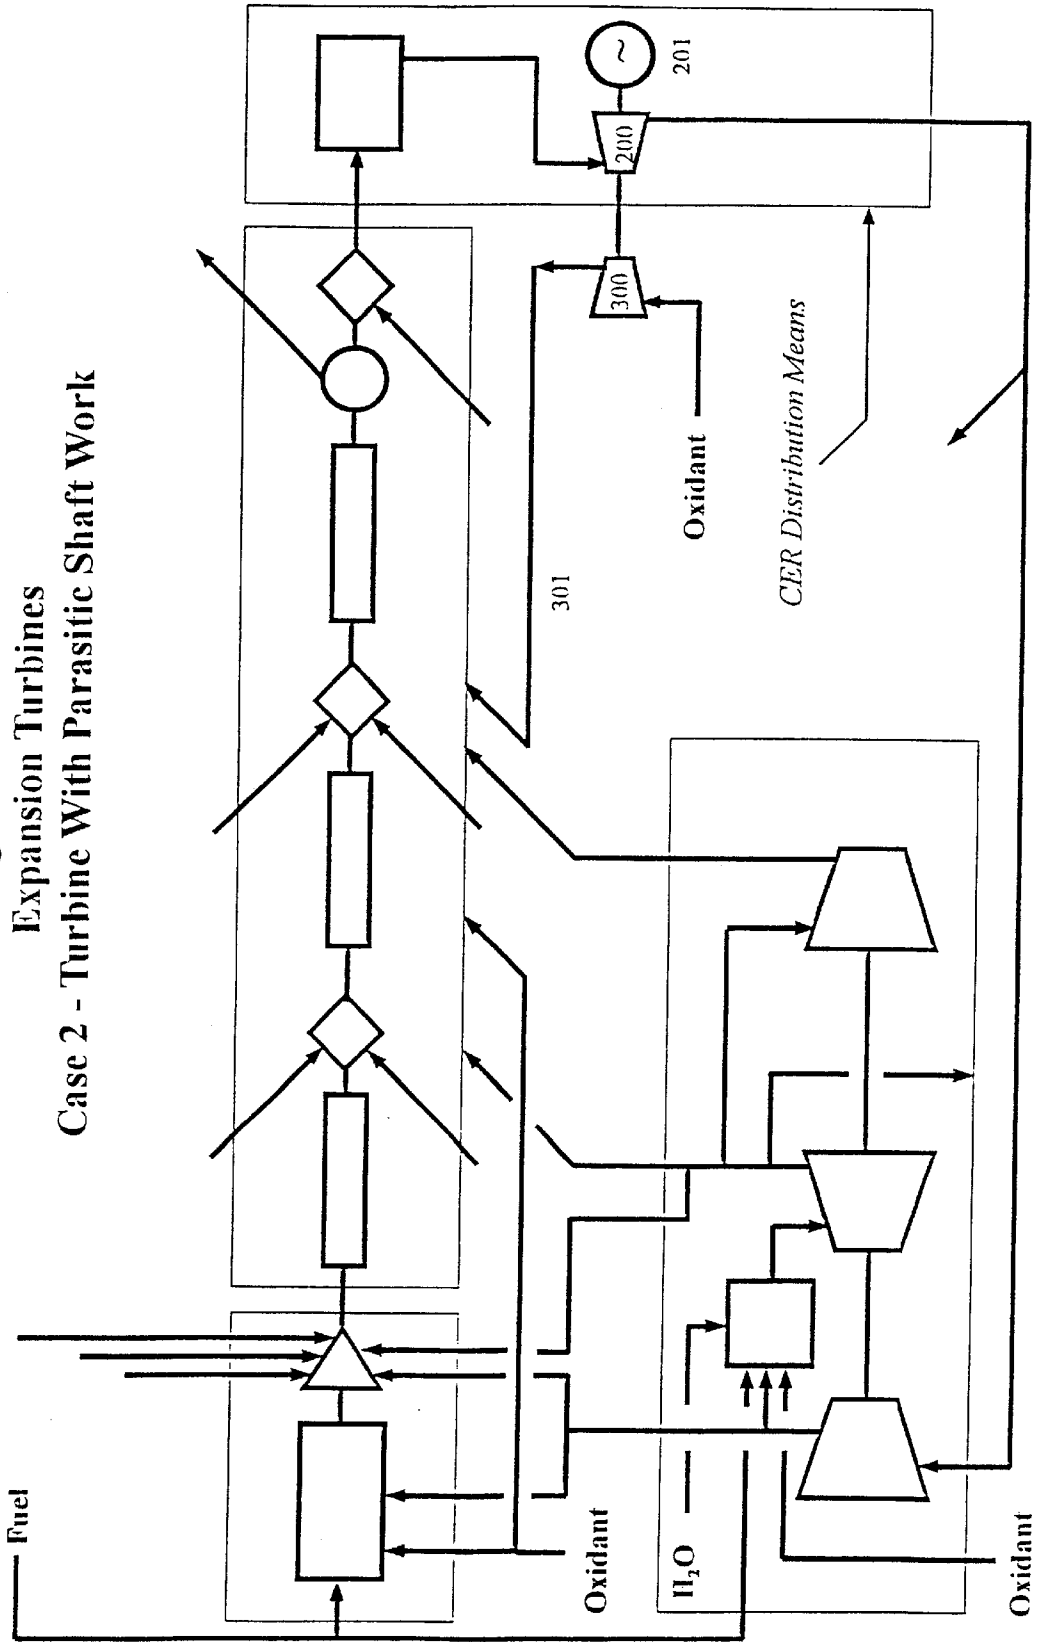 Expansion Turbines
Case 2 - Turbine With Parasitic Shaft Work
Fuel
~
201
200
300
Oxidant
CER Distribution Means
301
Oxidant
H₂O
Oxidant